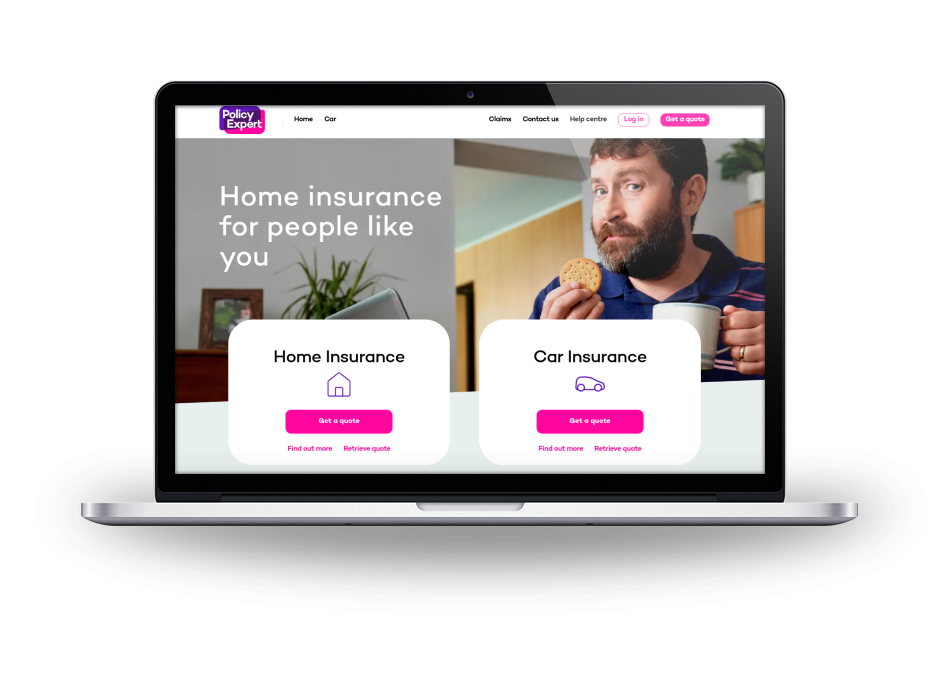 Policy
Expert
Home Car Claims Contact us Help centre Log in Get a quote
Home insurance
for people like
you
Home Insurance
Get a quote
Find out more Retrieve quote
Car Insurance
Get a quote
Find out more Retrieve quote